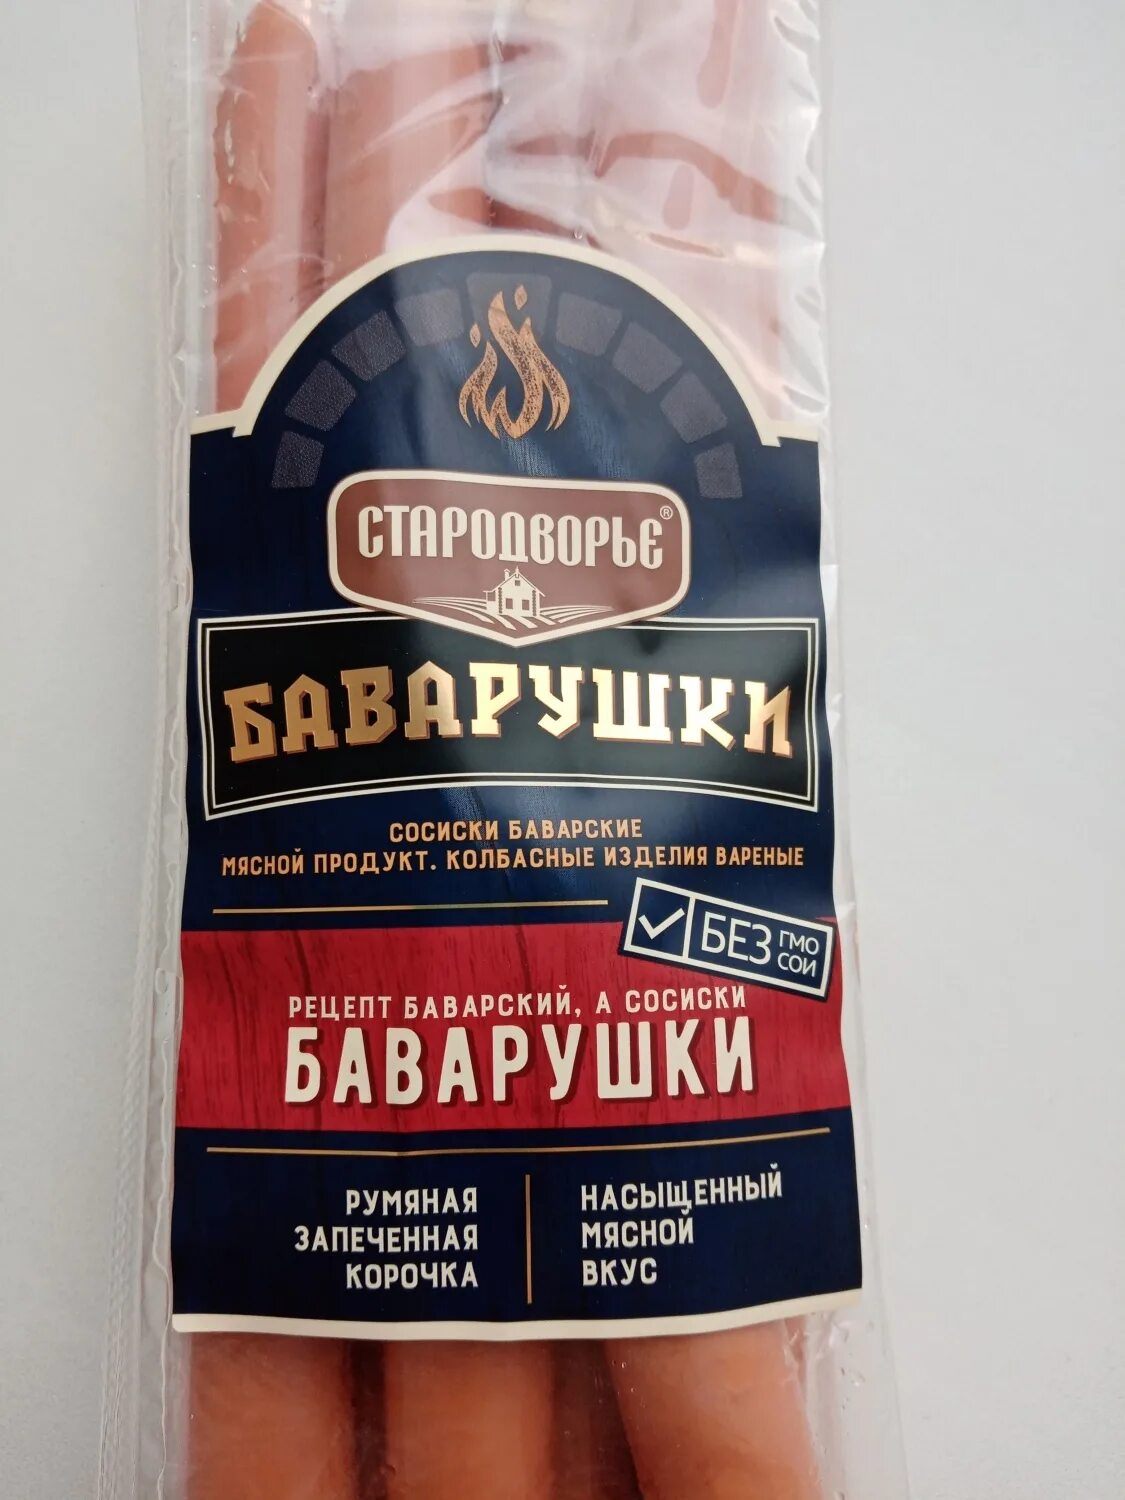 СТАРОДВОРЬЕ®
БАВАРУШКИ
СОСИСКИ БАВАРСКИЕ
МЯСНОЙ ПРОДУКТ. КОЛБАСНЫЕ ИЗДЕЛИЯ ВАРЕНЫЕ
БЕЗ ГМО
СОИ
РЕЦЕПТ БАВАРСКИЙ, А СОСИСКИ
БАВАРУШКИ
РУМЯНАЯ
ЗАПЕЧЕННАЯ
КОРОЧКА
НАСЫЩЕННЫЙ
МЯСНОЙ
ВКУС